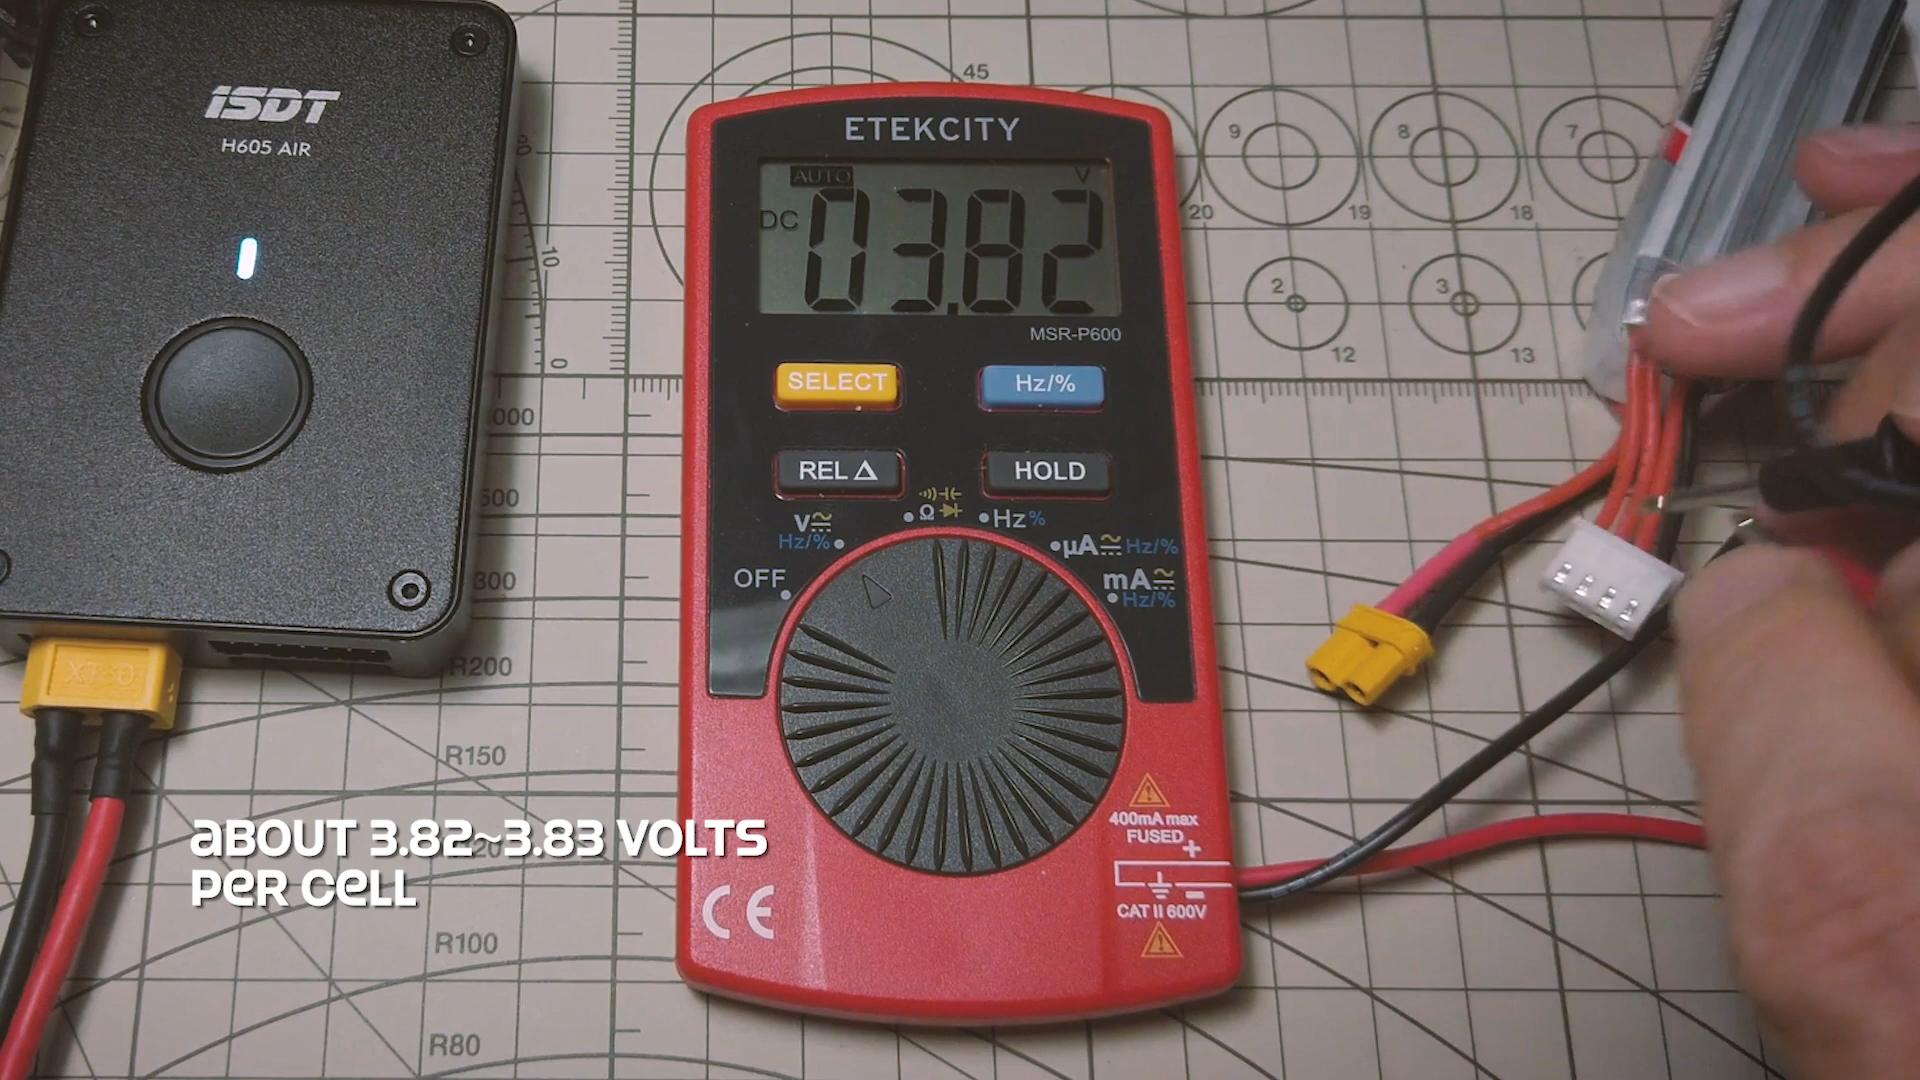 ISDT
H605 AIR
ETEKCITY
AUTO
V
DC
03.82
MSR-P600
SELECT
Hz/%
REL Δ
HOLD
V
Hz/%
Ω
Hz%
µA Hz/%
OFF
mA
Hz/%
400mA max
FUSED
+
CAT II 600V
CE
ABOUT 3.82~3.83 VOLTS
PER CELL
45
9
8
7
20
19
18
2
3
12
13
10
0
R200
R150
R100
R80